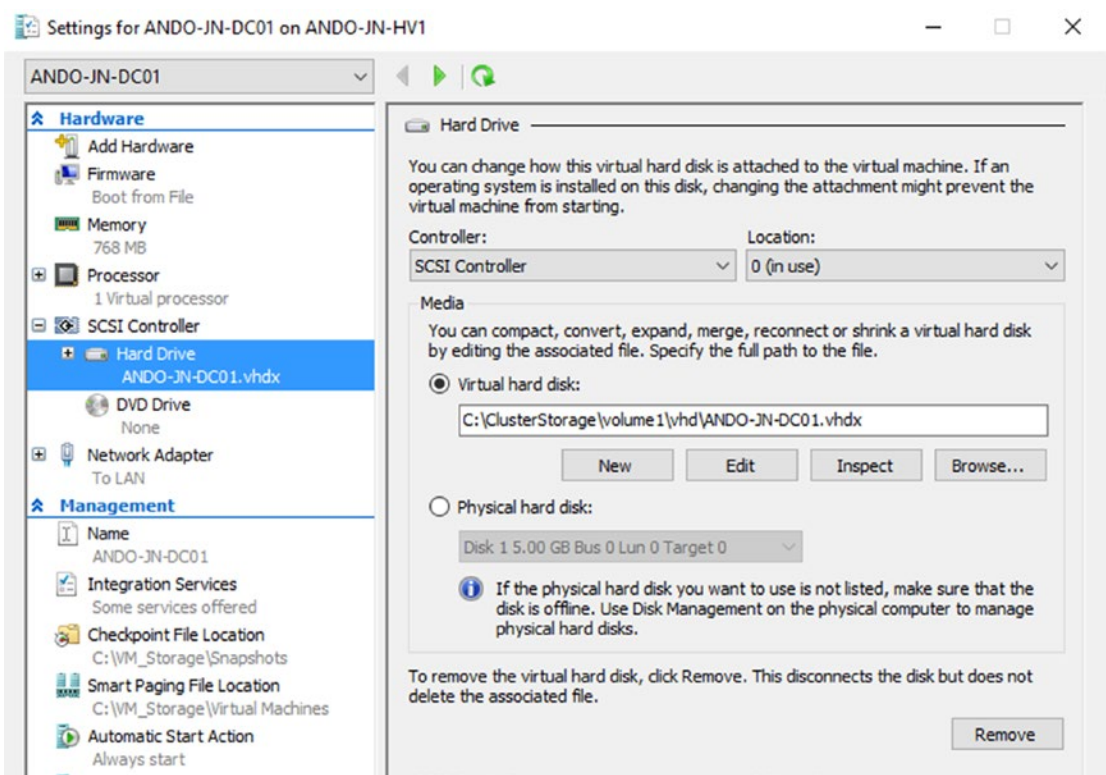 Settings for ANDO-JN-DC01 on ANDO-JN-HV1
ANDO-JN-DC01
Hardware
Add Hardware
Firmware
Boot from File
Memory
768 MB
Processor
1 Virtual processor
SCSI Controller
Hard Drive
ANDO-JN-DC01.vhdx
DVD Drive
None
Network Adapter
To LAN
Management
Name
ANDO-JN-DC01
Integration Services
Some services offered
Checkpoint File Location
C:\VM_Storage\Snapshots
Smart Paging File Location
C:\VM_Storage\Virtual Machines
Automatic Start Action
Always start
Hard Drive
You can change how this virtual hard disk is attached to the virtual machine. If an
operating system is installed on this disk, changing the attachment might prevent the
virtual machine from starting.
Controller:
Location:
SCSI Controller
0 (in use)
Media
You can compact, convert, expand, merge, reconnect or shrink a virtual hard disk
by editing the associated file. Specify the full path to the file.
Virtual hard disk:
C:\ClusterStorage\volume1\vhd\ANDO-JN-DC01.vhdx
New
Edit
Inspect
Browse...
Physical hard disk:
Disk 1 5.00 GB Bus 0 Lun 0 Target 0
If the physical hard disk you want to use is not listed, make sure that the
disk is offline. Use Disk Management on the physical computer to manage
physical hard disks.
To remove the virtual hard disk, click Remove. This disconnects the disk but does not
delete the associated file.
Remove